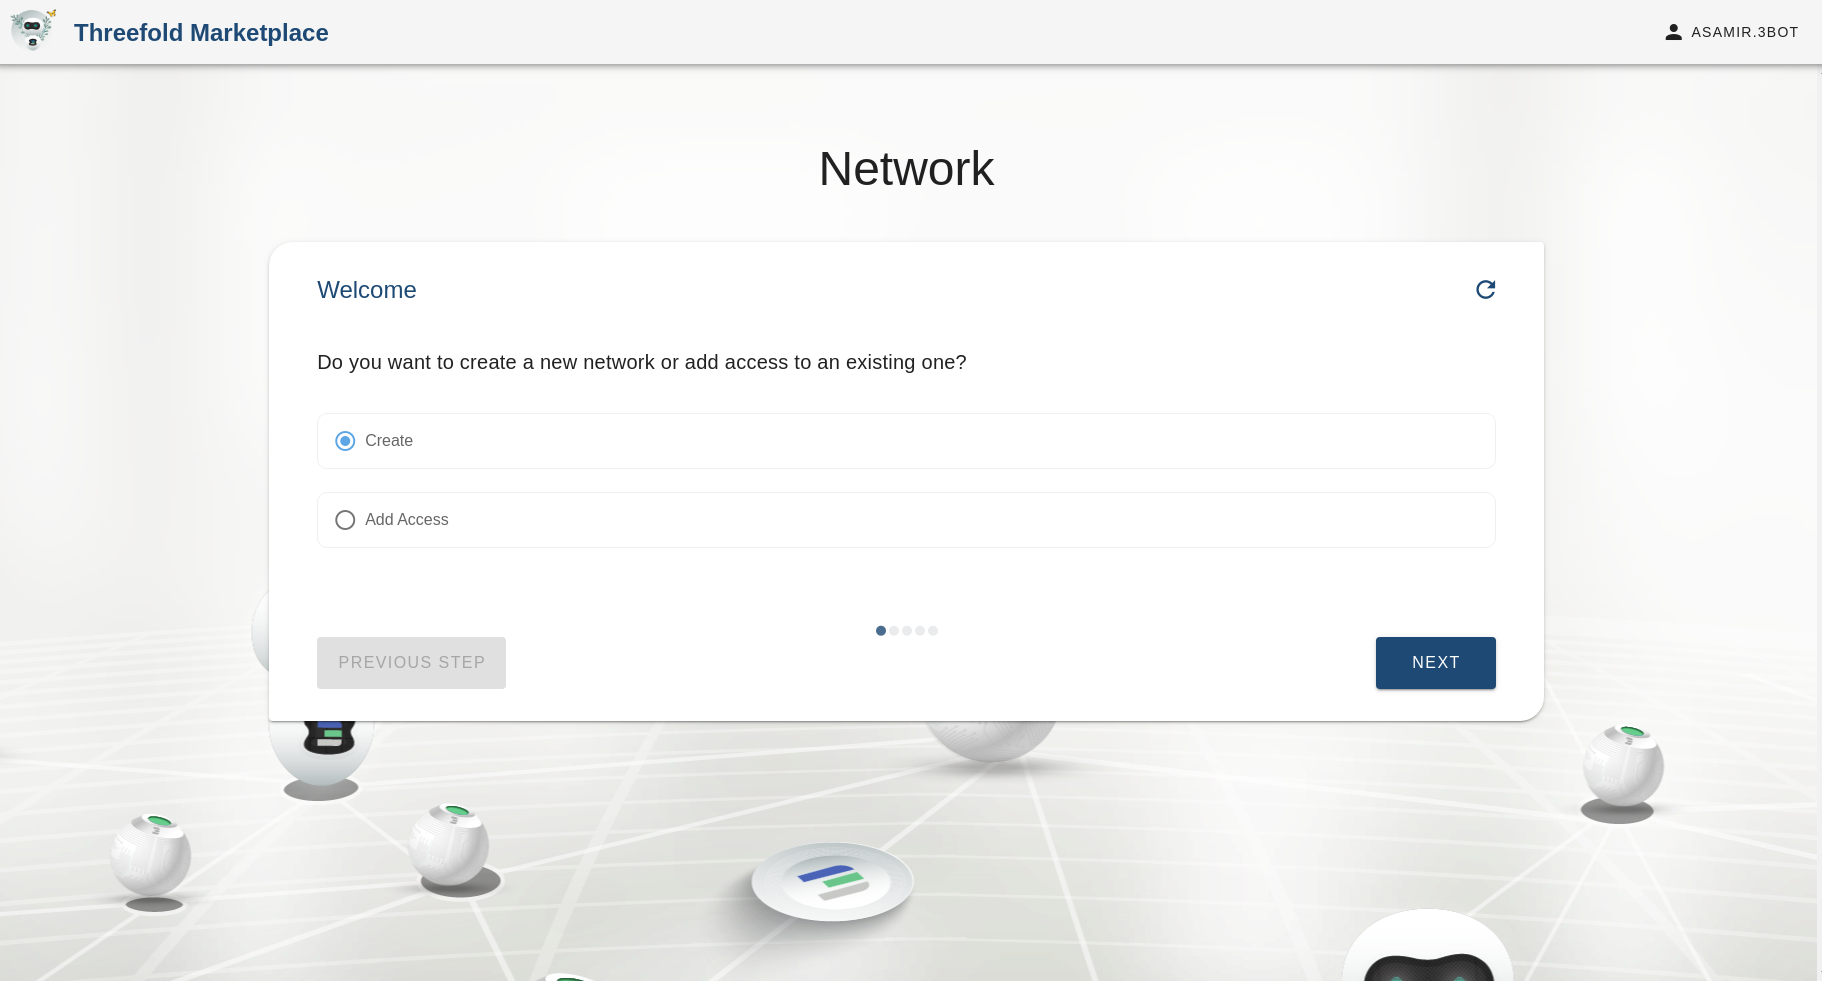 Threefold Marketplace
ASAMIR.3BOT
Network
Welcome
Do you want to create a new network or add access to an existing one?
Create
Add Access
PREVIOUS STEP
NEXT